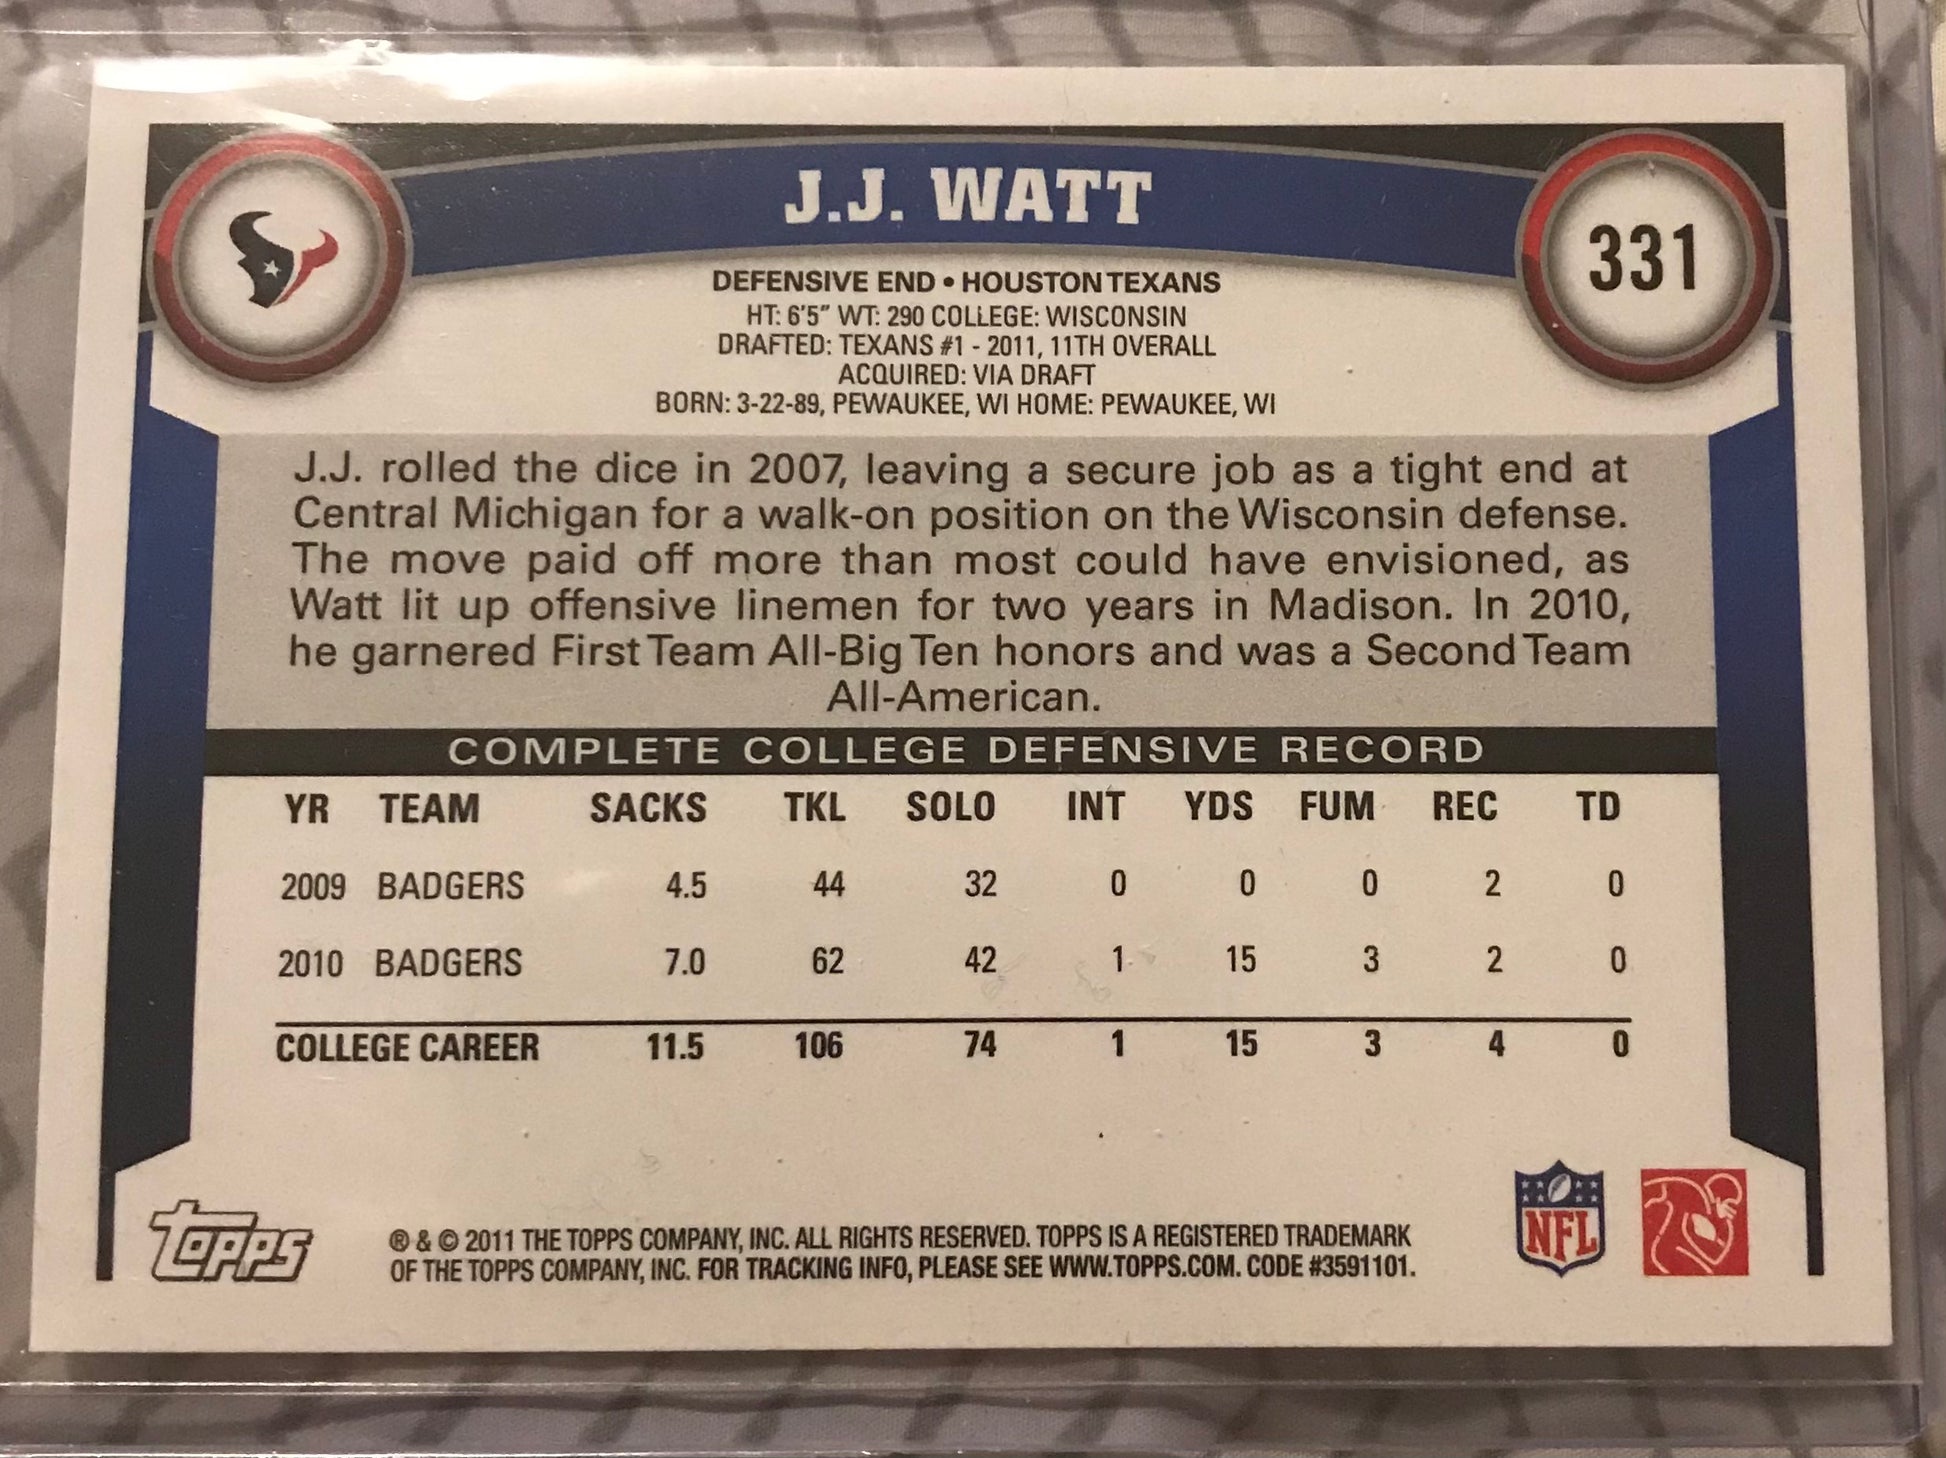 J.J. WATT
331
DEFENSIVE END • HOUSTON TEXANS
HT: 6'5" WT: 290 COLLEGE: WISCONSIN
DRAFTED: TEXANS #1 - 2011, 11TH OVERALL
ACQUIRED: VIA DRAFT
BORN: 3-22-89, PEWAUKEE, WI HOME: PEWAUKEE, WI
J.J. rolled the dice in 2007, leaving a secure job as a tight end at
Central Michigan for a walk-on position on the Wisconsin defense.
The move paid off more than most could have envisioned, as
Watt lit up offensive linemen for two years in Madison. In 2010,
he garnered First Team All-Big Ten honors and was a Second Team
All-American.
COMPLETE COLLEGE DEFENSIVE RECORD
YR TEAM SACKS TKL SOLO INT YDS FUM REC TD
2009 BADGERS 4.5 44 32 0 0 0 2 0
2010 BADGERS 7.0 62 42 1 15 3 2 0
COLLEGE CAREER 11.5 106 74 1 15 3 4 0
Topps
® & © 2011 THE TOPPS COMPANY, INC. ALL RIGHTS RESERVED. TOPPS IS A REGISTERED TRADEMARK
OF THE TOPPS COMPANY, INC. FOR TRACKING INFO, PLEASE SEE WWW.TOPPS.COM. CODE #3591101.
NFL